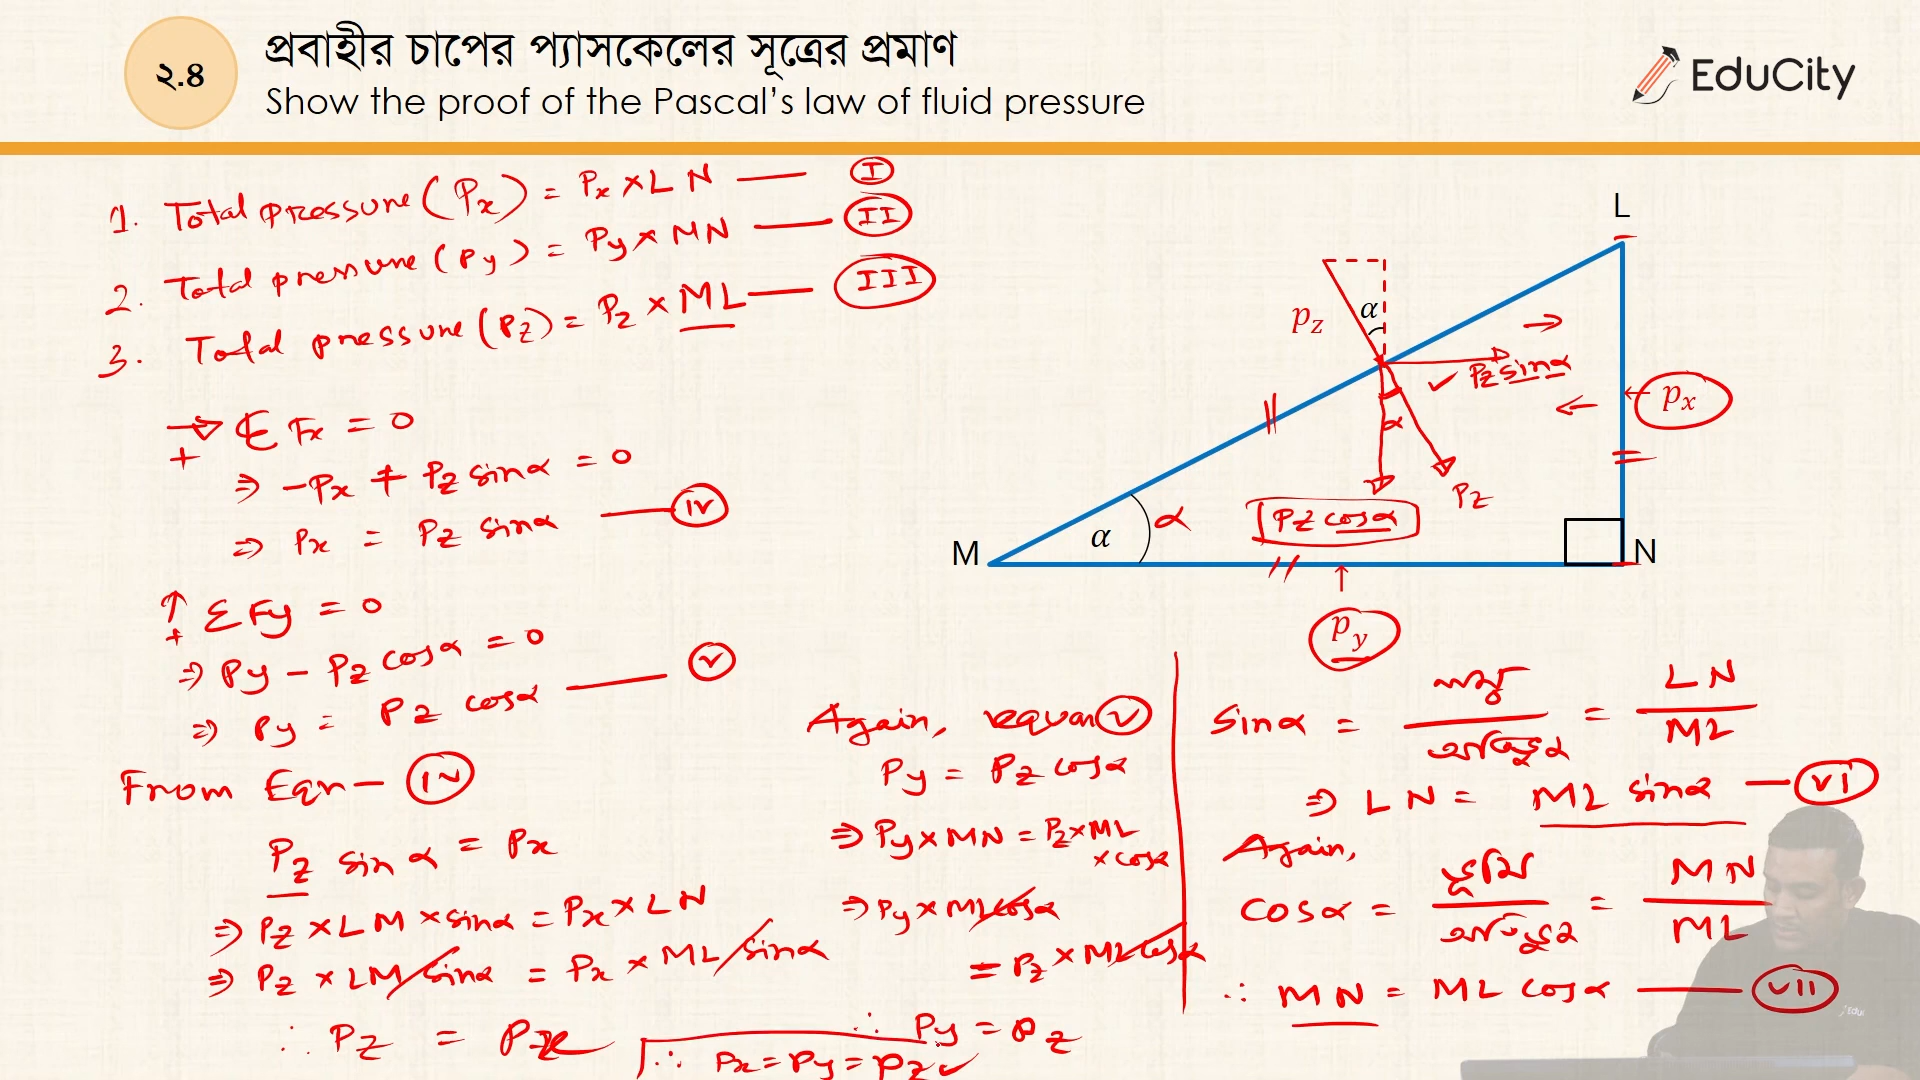 ২.৪
প্রবাহীর চাপের প্যাসকেলের সূত্রের প্রমাণ
Show the proof of the Pascal's law of fluid pressure
EduCity
1. Total pressure (Px) = Px × LN — I
2. Total pressure (Py) = Py × MN — II
3. Total pressure (Pz) = Pz × ML — III
→+ ΣFx = 0
⇒ -Px + Pz sinα = 0
⇒ Px = Pz sinα — iv
↑+ ΣFy = 0
⇒ Py - Pz cosα = 0
⇒ Py = Pz cosα — v
From Eqn - iv
Pz sinα = Px
⇒ Pz × LM × sinα = Px × LN
⇒ Pz × LM sinα = Px × ML sinα
∴ Pz = Px
Again, v
Py = Pz cosα
⇒ Py × MN = Pz × ML
× cosα
⇒ Py × ML cosα
= Pz × ML cosα
∴ Py = Pz
∴ Px = Py = Pz ✓
L
pz
α
→
✓ Pz sinα
←
← px
α
Pz
Pz cosα
M
α
α
N
↑
py
sinα = লম্ব / অতিভুজ = LN / ML
⇒ LN = ML sinα — vi
Again,
cosα = ভূমি / অতিভুজ = MN / ML
∴ MN = ML cosα — vii